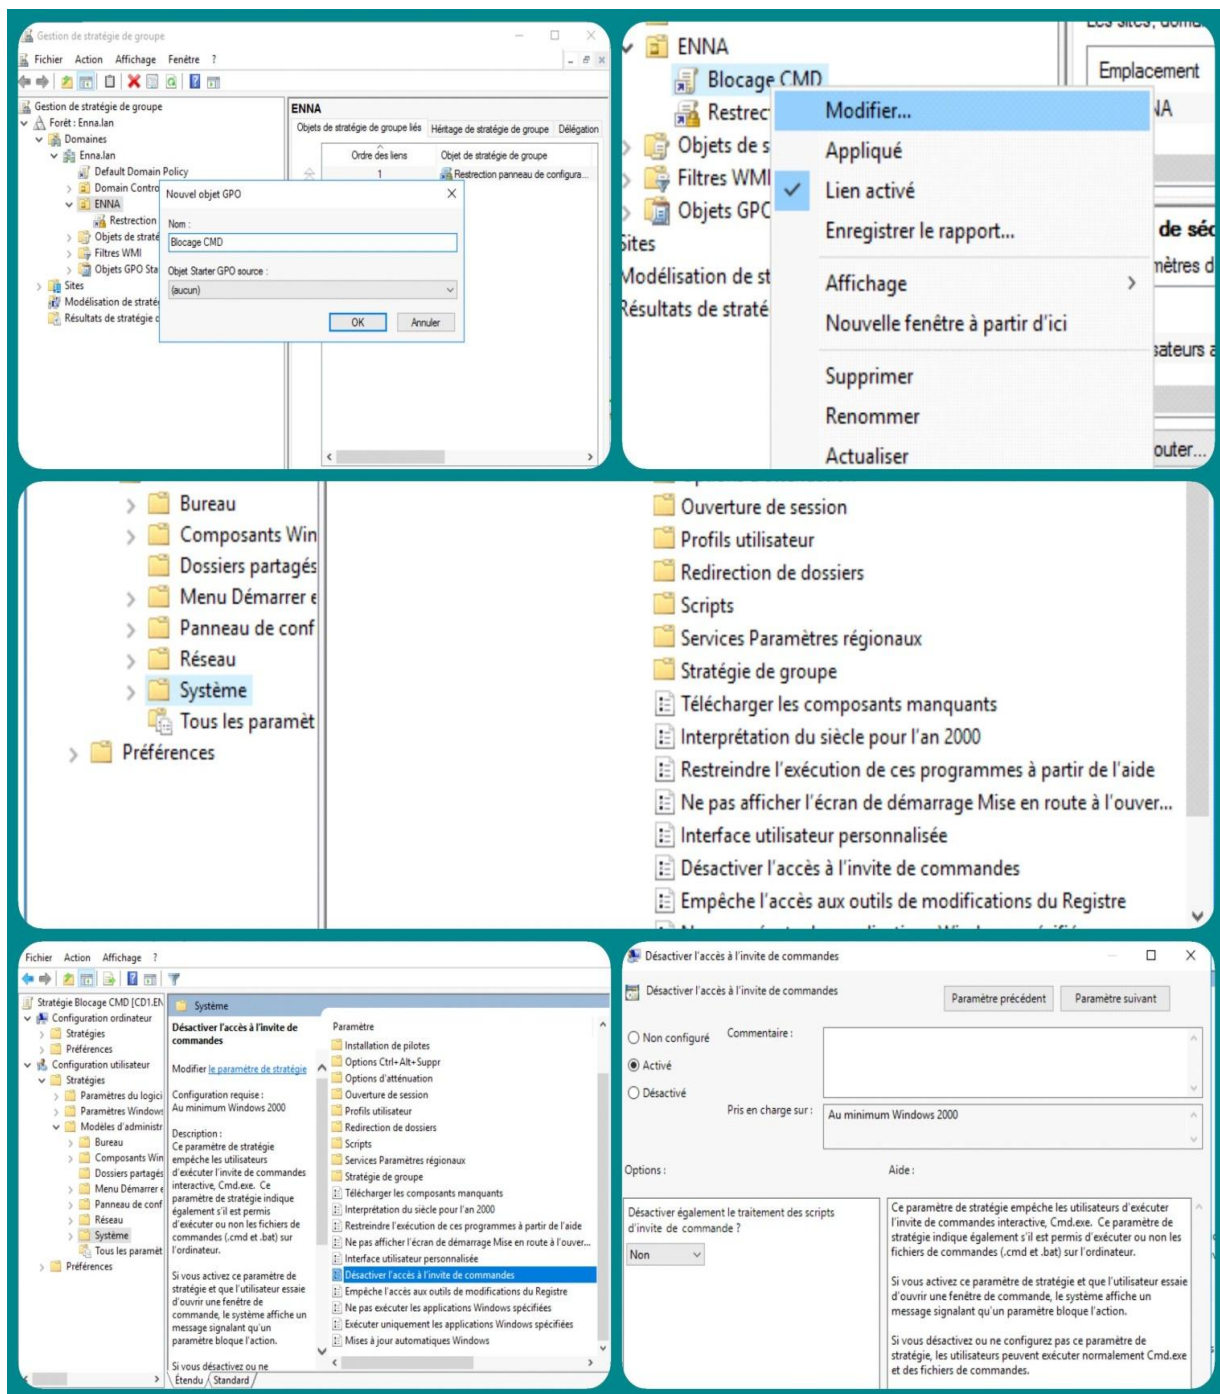 Gestion de stratégie de groupe
Fichier Action Affichage Fenêtre ?
Gestion de stratégie de groupe
Forêt : Enna.lan
Domaines
Enna.lan
Default Domain Policy
Domain Contro
ENNA
Restrection
Objets de straté
Filtres WMI
Objets GPO Sta
Sites
Modélisation de straté
Résultats de stratégie d
ENNA
Objets de stratégie de groupe liés Héritage de stratégie de groupe Délégation
Ordre des liens Objet de stratégie de groupe
1 Restrection panneau de configura...
Nouvel objet GPO
Nom :
Blocage CMD
Objet Starter GPO source :
(aucun)
OK Annuler
ENNA
Blocage CMD
Restrec
Objets de s
Filtres WMI
Objets GPC
Sites
Modélisation de st
Résultats de straté
Modifier...
Appliqué
Lien activé
Enregistrer le rapport...
Affichage
Nouvelle fenêtre à partir d'ici
Supprimer
Renommer
Actualiser
Emplacement
NA
de séc
mètres d
sateurs a
outer...
Bureau
Composants Win
Dossiers partagés
Menu Démarrer e
Panneau de conf
Réseau
Système
Tous les paramèt
Préférences
Ouverture de session
Profils utilisateur
Redirection de dossiers
Scripts
Services Paramètres régionaux
Stratégie de groupe
Télécharger les composants manquants
Interprétation du siècle pour l'an 2000
Restreindre l'exécution de ces programmes à partir de l'aide
Ne pas afficher l'écran de démarrage Mise en route à l'ouver...
Interface utilisateur personnalisée
Désactiver l'accès à l'invite de commandes
Empêche l'accès aux outils de modifications du Registre
Fichier Action Affichage ?
Stratégie Blocage CMD [CD1.EN
Configuration ordinateur
Stratégies
Préférences
Configuration utilisateur
Stratégies
Paramètres du logici
Paramètres Windows
Modèles d'administr
Bureau
Composants Win
Dossiers partagés
Menu Démarrer e
Panneau de conf
Réseau
Système
Tous les paramèt
Préférences
Système
Désactiver l'accès à l'invite de
commandes
Modifier le paramètre de stratégie
Configuration requise :
Au minimum Windows 2000
Description :
Ce paramètre de stratégie
empêche les utilisateurs
d'exécuter l'invite de commandes
interactive, Cmd.exe. Ce
paramètre de stratégie indique
également s'il est permis
d'exécuter ou non les fichiers de
commandes (.cmd et .bat) sur
l'ordinateur.
Si vous activez ce paramètre de
stratégie et que l'utilisateur essaie
d'ouvrir une fenêtre de
commande, le système affiche un
message signalant qu'un
paramètre bloque l'action.
Si vous désactivez ou ne
Paramètre
Installation de pilotes
Options Ctrl+Alt+Suppr
Options d'atténuation
Ouverture de session
Profils utilisateur
Redirection de dossiers
Scripts
Services Paramètres régionaux
Stratégie de groupe
Télécharger les composants manquants
Interprétation du siècle pour l'an 2000
Restreindre l'exécution de ces programmes à partir de l'aide
Ne pas afficher l'écran de démarrage Mise en route à l'ouver...
Interface utilisateur personnalisée
Désactiver l'accès à l'invite de commandes
Empêche l'accès aux outils de modifications du Registre
Ne pas exécuter les applications Windows spécifiées
Exécuter uniquement les applications Windows spécifiées
Mises à jour automatiques Windows
Étendu Standard
Désactiver l'accès à l'invite de commandes
Désactiver l'accès à l'invite de commandes
Paramètre précédent Paramètre suivant
Non configuré Commentaire :
Activé
Désactivé
Pris en charge sur : Au minimum Windows 2000
Options : Aide :
Désactiver également le traitement des scripts
d'invite de commande ?
Non
Ce paramètre de stratégie empêche les utilisateurs d'exécuter
l'invite de commandes interactive, Cmd.exe. Ce paramètre de
stratégie indique également s'il est permis d'exécuter ou non les
fichiers de commandes (.cmd et .bat) sur l'ordinateur.
Si vous activez ce paramètre de stratégie et que l'utilisateur essaie
d'ouvrir une fenêtre de commande, le système affiche un
message signalant qu'un paramètre bloque l'action.
Si vous désactivez ou ne configurez pas ce paramètre de
stratégie, les utilisateurs peuvent exécuter normalement Cmd.exe
et des fichiers de commandes.